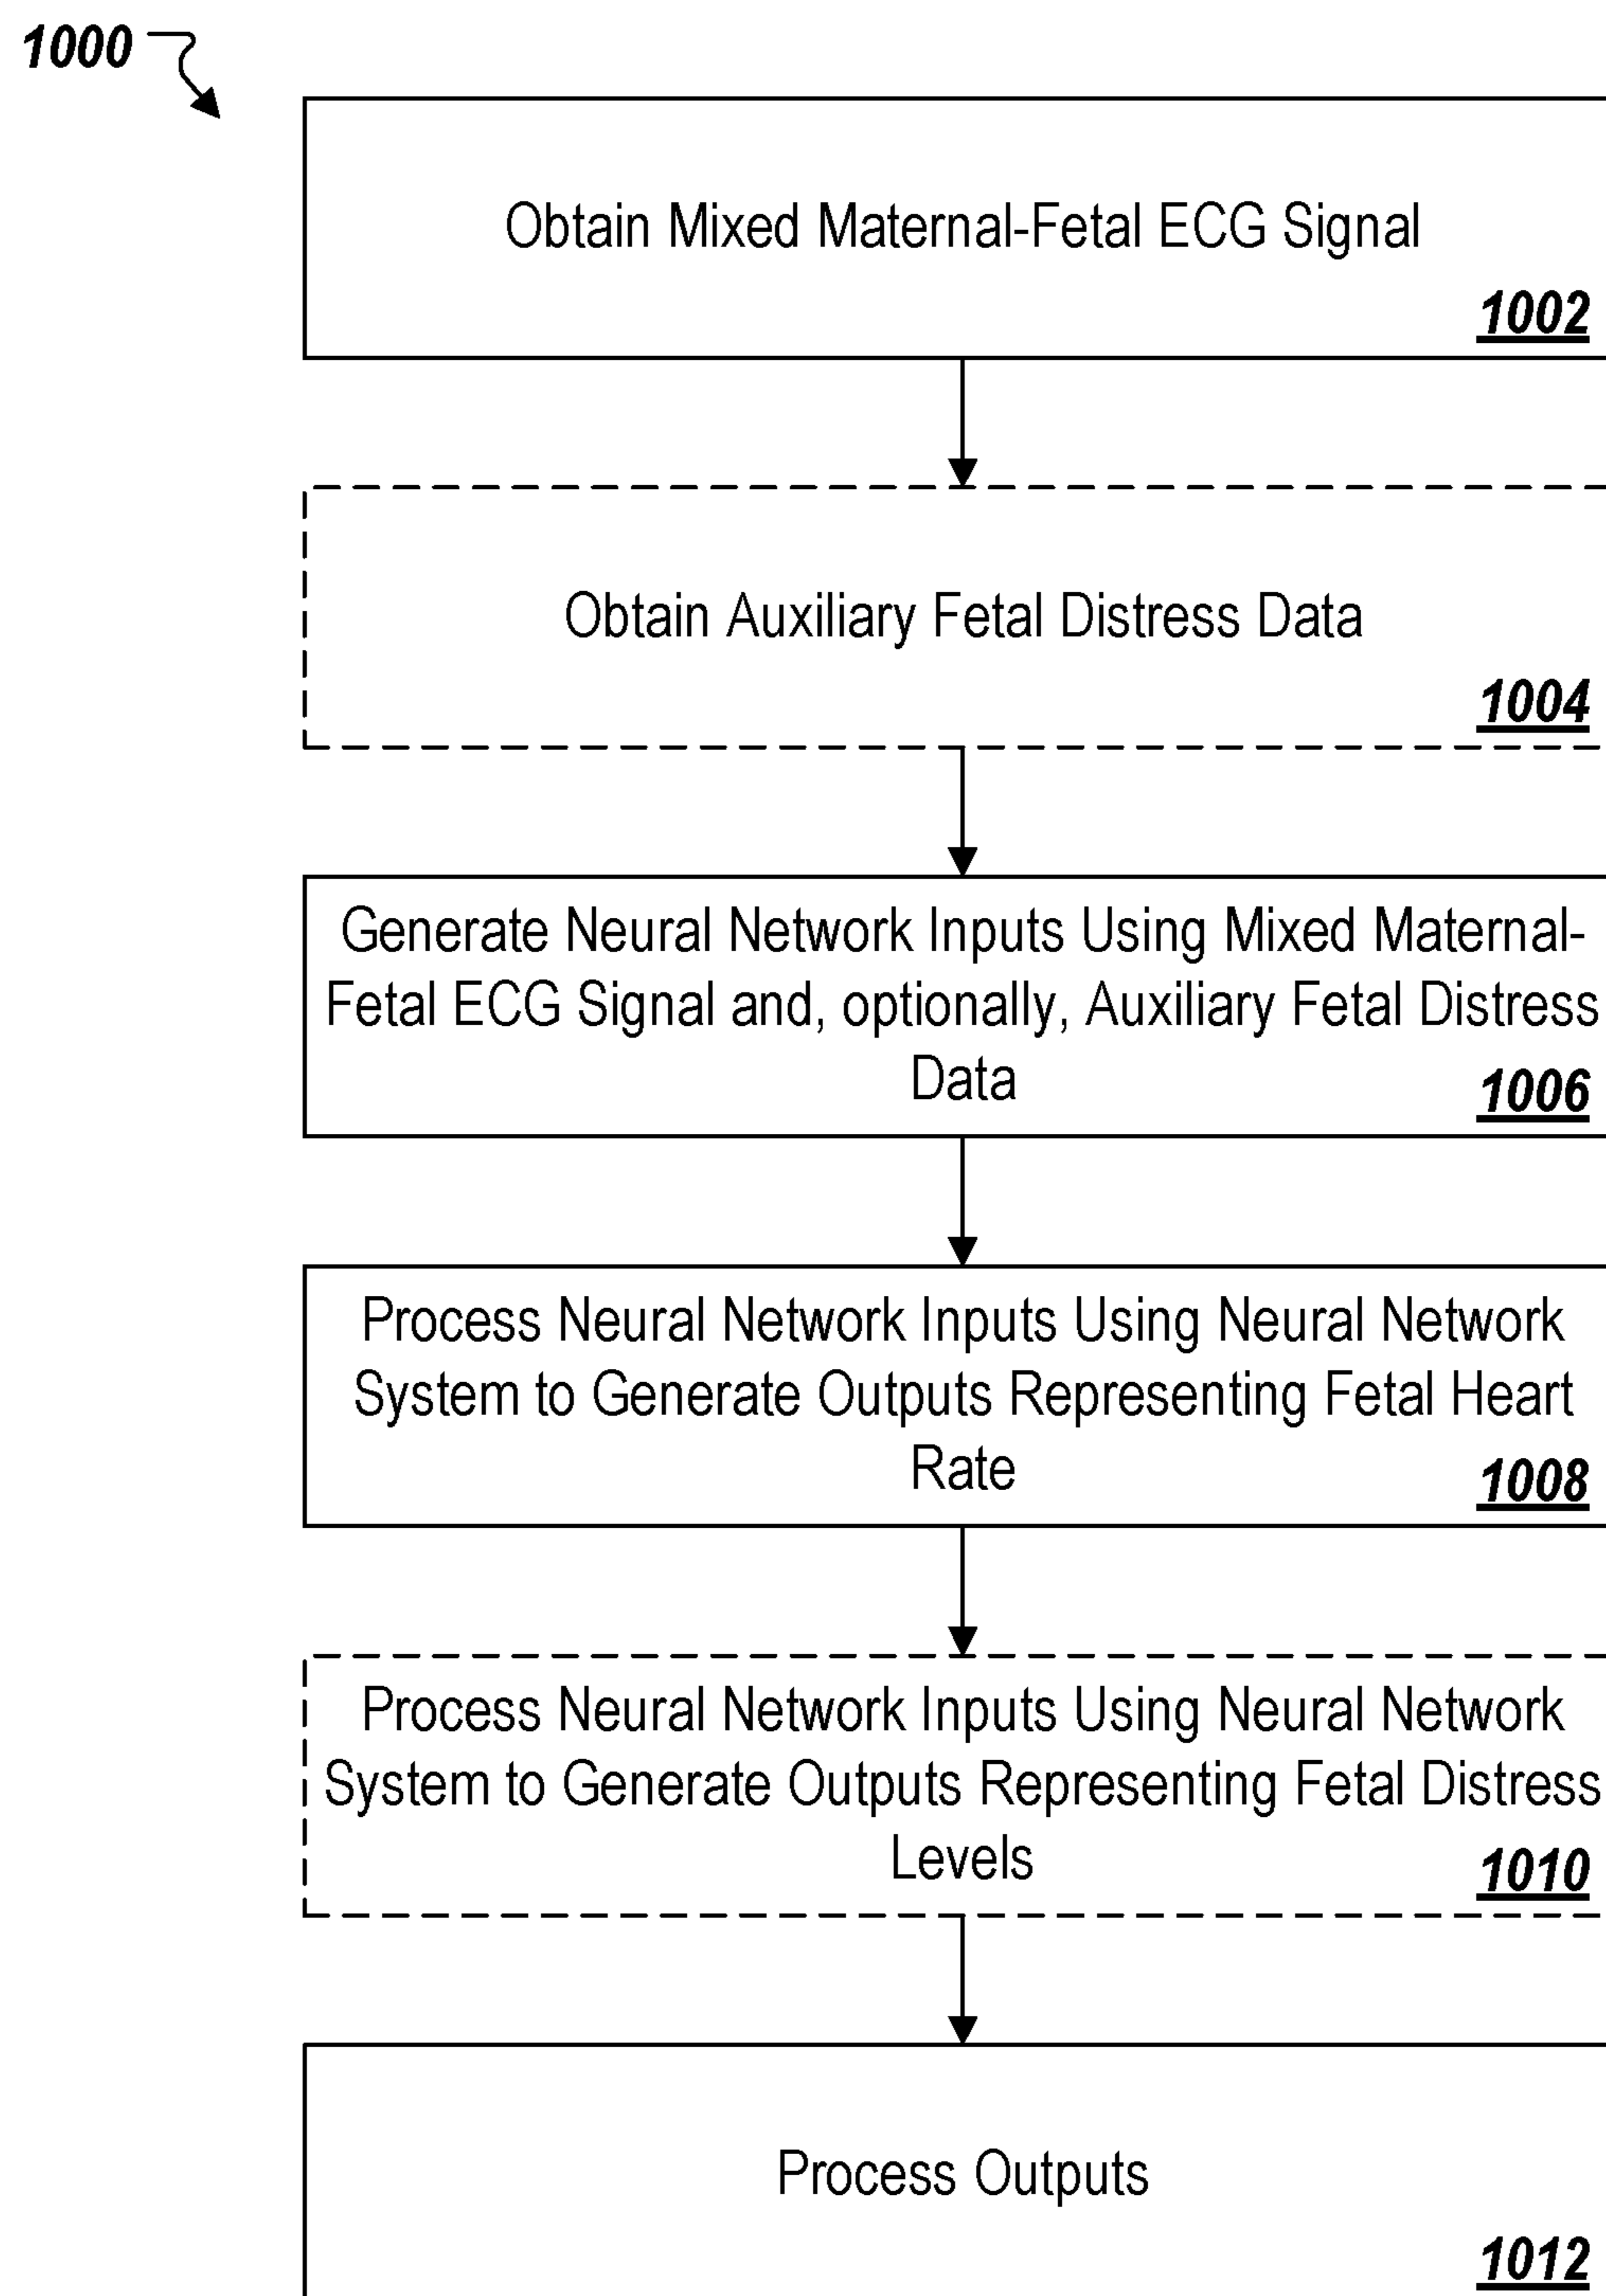 1000
Obtain Mixed Maternal-Fetal ECG Signal
1002
Obtain Auxiliary Fetal Distress Data
1004
Generate Neural Network Inputs Using Mixed Maternal-
Fetal ECG Signal and, optionally, Auxiliary Fetal Distress
Data
1006
Process Neural Network Inputs Using Neural Network
System to Generate Outputs Representing Fetal Heart
Rate
1008
Process Neural Network Inputs Using Neural Network
System to Generate Outputs Representing Fetal Distress
Levels
1010
Process Outputs
1012